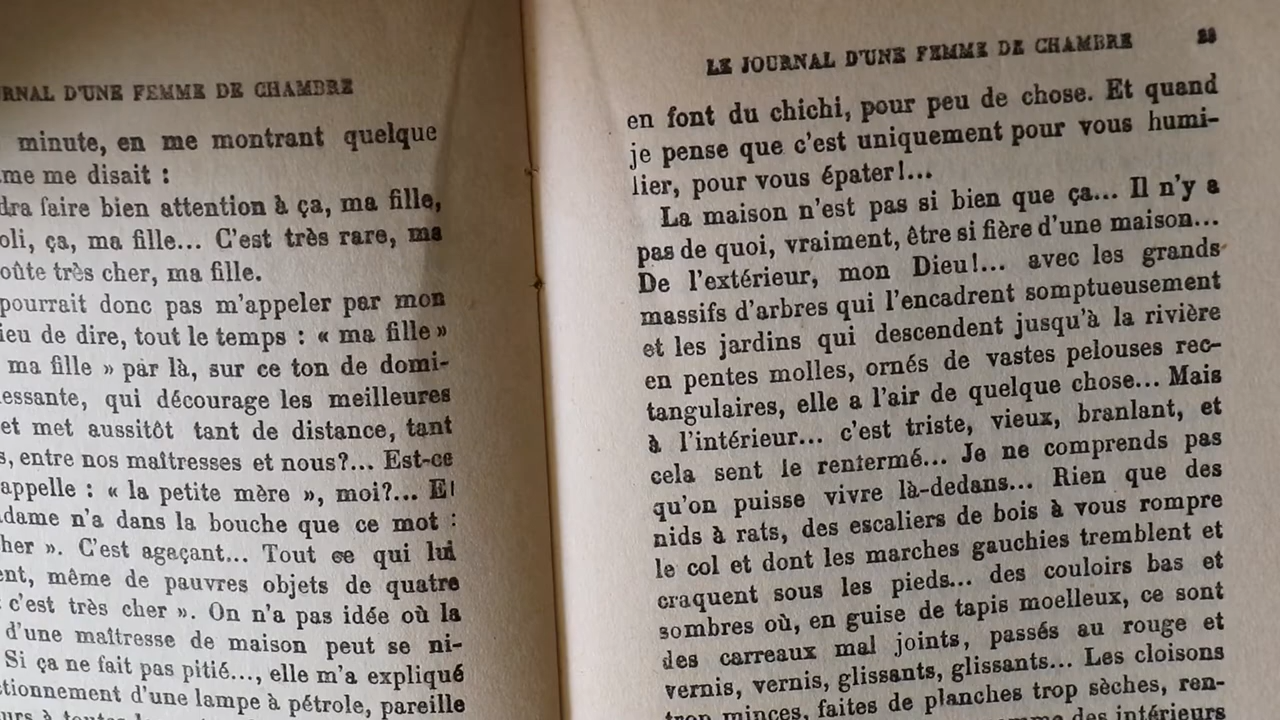 RNAL D'UNE FEMME DE CHAMBRE
minute, en me montrant quelque
me me disait :
dra faire bien attention à ça, ma fille,
oli, ça, ma fille... C'est très rare, ma
oûte très cher, ma fille.
pourrait donc pas m'appeler par mon
ieu de dire, tout le temps : « ma fille »
ma fille » par là, sur ce ton de domi-
essante, qui décourage les meilleures
et met aussitôt tant de distance, tant
s, entre nos maîtresses et nous?... Est-ce
appelle : « la petite mère », moi?... Et
dame n'a dans la bouche que ce mot :
her ». C'est agaçant... Tout ce qui lui
ent, même de pauvres objets de quatre
c'est très cher ». On n'a pas idée où la
d'une maîtresse de maison peut se ni-
Si ça ne fait pas pitié..., elle m'a expliqué
ctionnement d'une lampe à pétrole, pareille
LE JOURNAL D'UNE FEMME DE CHAMBRE
en font du chichi, pour peu de chose. Et quand
je pense que c'est uniquement pour vous humi-
lier, pour vous épater!...
La maison n'est pas si bien que ça... Il n'y a
pas de quoi, vraiment, être si fière d'une maison...
De l'extérieur, mon Dieu!... avec les grands
massifs d'arbres qui l'encadrent somptueusement
et les jardins qui descendent jusqu'à la rivière
en pentes molles, ornés de vastes pelouses rec-
tangulaires, elle a l'air de quelque chose... Mais
à l'intérieur... c'est triste, vieux, branlant, et
cela sent le renfermé... Je ne comprends pas
qu'on puisse vivre là-dedans... Rien que des
nids à rats, des escaliers de bois à vous rompre
le col et dont les marches gauchies tremblent et
craquent sous les pieds... des couloirs bas et
sombres où, en guise de tapis moelleux, ce sont
des carreaux mal joints, passés au rouge et
vernis, vernis, glissants, glissants... Les cloisons
trop minces, faites de planches trop sèches, ren-
des intérieurs